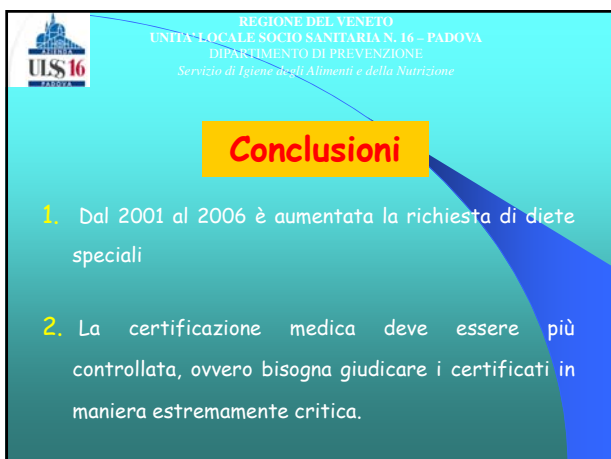 REGIONE DEL VENETO
UNITA' LOCALE SOCIO SANITARIA N. 16 – PADOVA
DIPARTIMENTO DI PREVENZIONE
Servizio di Igiene degli Alimenti e della Nutrizione
AZIENDA
ULSS 16
PADOVA
Conclusioni
1. Dal 2001 al 2006 è aumentata la richiesta di diete
speciali
2. La certificazione medica deve essere più
controllata, ovvero bisogna giudicare i certificati in
maniera estremamente critica.